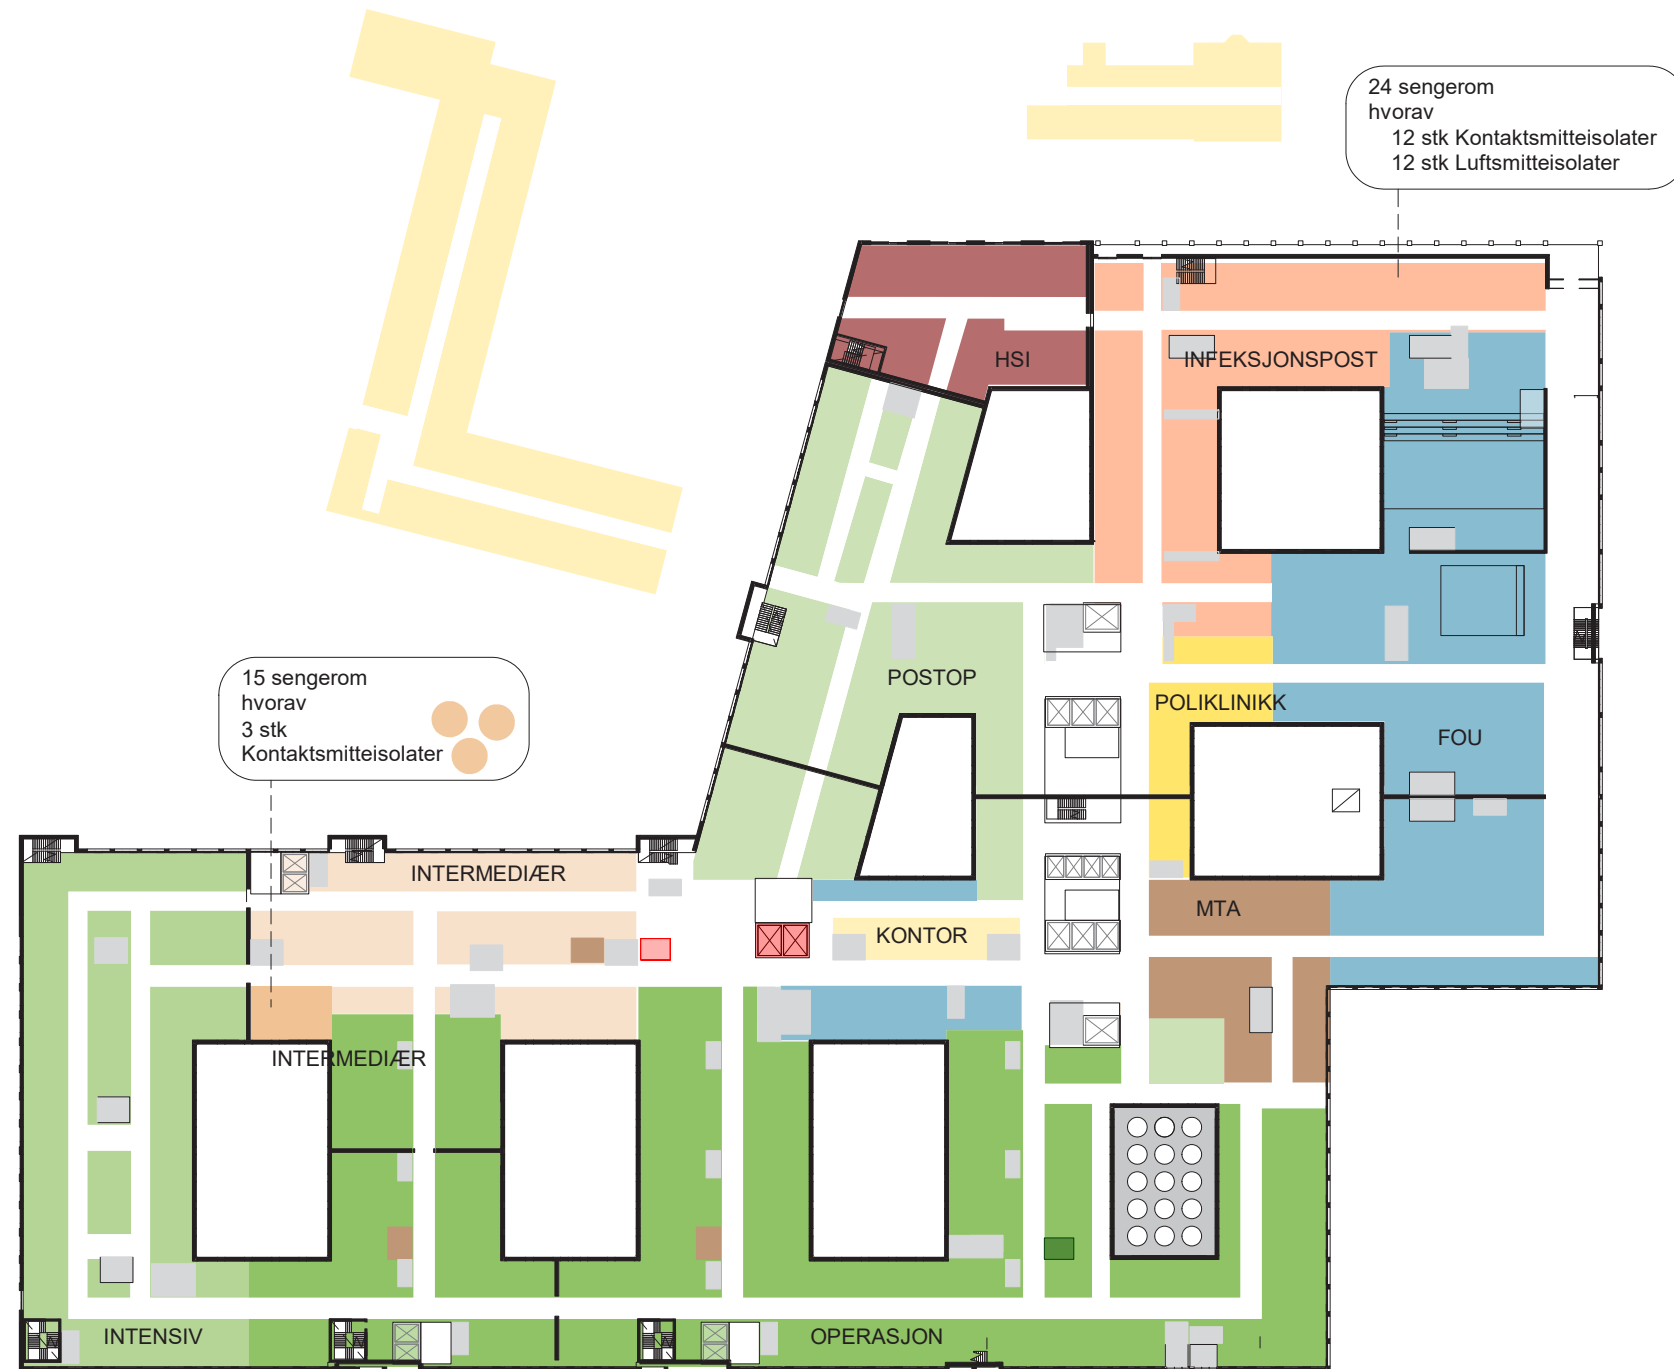 24 sengerom
hvorav
12 stk Kontaktsmitteisolater
12 stk Luftsmitteisolater
HSI
INFEKSJONSPOST
15 sengerom
hvorav
3 stk
Kontaktsmitteisolater
POSTOP
POLIKLINIKK
FOU
INTERMEDIÆR
MTA
KONTOR
INTERMEDIÆR
INTENSIV
OPERASJON